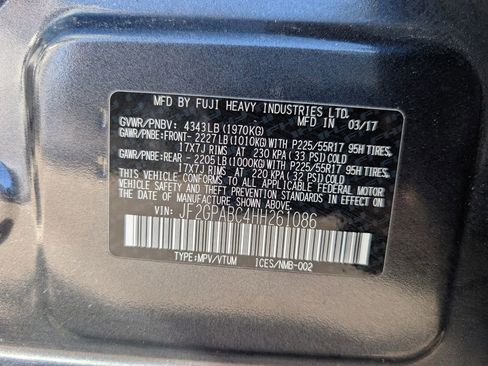 MFD BY FUJI HEAVY INDUSTRIES LTD.
GVWR/PNBV: 4343LB(1970KG) MFD IN 03/17
GAWR/PNBE:FRONT-2227LB(1010KG)WITH P225/55R17 95H TIRES,
17X7J RIMS AT 230 KPA(33 PSI)COLD
GAWR/PNBE:REAR -2205LB(1000KG)WITH P225/55R17 95H TIRES,
17X7J RIMS AT 220 KPA(32 PSI)COLD
THIS VEHICLE CONFORMS TO ALL APPLICABLE FEDERAL MOTOR
VEHICLE SAFETY AND THEFT PREVENTION STANDARDS
IN EFFECT ON THE DATE OF MANUFACTURE SHOWN ABOVE.
VIN: JF2GPABC4HH261086
TYPE:MPV/VTUM ICES/NMB-002